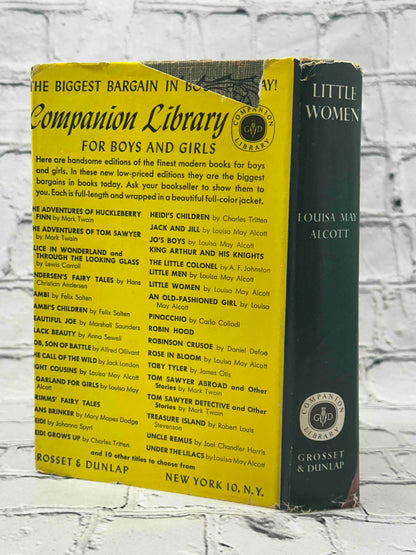 THE BIGGEST BARGAIN IN BO AY!
Companion Library
FOR BOYS AND GIRLS
COMPANION
G&D
LIBRARY
Here are handsome editions of the finest modern books for boys
and girls. In these new low-priced editions they are the biggest
bargains in books today. Ask your bookseller to show them to
you. Each is full-length and wrapped in a beautiful full-color jacket.
THE ADVENTURES OF HUCKLEBERRY
FINN by Mark Twain
THE ADVENTURES OF TOM SAWYER
by Mark Twain
ALICE IN WONDERLAND and
THROUGH THE LOOKING GLASS
by Lewis Carroll
ANDERSEN'S FAIRY TALES by Hans
Christian Andersen
BAMBI by Felix Salten
BAMBI'S CHILDREN by Felix Salten
BEAUTIFUL JOE by Marshall Saunders
BLACK BEAUTY by Anna Sewell
BOB, SON OF BATTLE by Alfred Ollivant
THE CALL OF THE WILD by Jack London
EIGHT COUSINS by Louisa May Alcott
A GARLAND FOR GIRLS by Louisa May
Alcott
GRIMMS' FAIRY TALES
HANS BRINKER by Mary Mapes Dodge
HEIDI by Johanna Spyri
HEIDI GROWS UP by Charles Tritten
HEIDI'S CHILDREN by Charles Tritten
JACK AND JILL by Louisa May Alcott
JO'S BOYS by Louisa May Alcott
KING ARTHUR AND HIS KNIGHTS
THE LITTLE COLONEL by A. F. Johnston
LITTLE MEN by Louisa May Alcott
LITTLE WOMEN by Louisa May Alcott
AN OLD-FASHIONED GIRL by Louisa
May Alcott
PINOCCHIO by Carlo Collodi
ROBIN HOOD
ROBINSON CRUSOE by Daniel Defoe
ROSE IN BLOOM by Louisa May Alcott
TOBY TYLER by James Otis
TOM SAWYER ABROAD and Other
Stories by Mark Twain
TOM SAWYER DETECTIVE and Other
Stories by Mark Twain
TREASURE ISLAND by Robert Louis
Stevenson
UNCLE REMUS by Joel Chandler Harris
UNDER THE LILACS by Louisa May Alcott
and 10 other titles to choose from
GROSSET & DUNLAP NEW YORK 10, N. Y.
LITTLE
WOMEN
LOUISA MAY
ALCOTT
COMPANION
G&D
LIBRARY
GROSSET
& DUNLAP